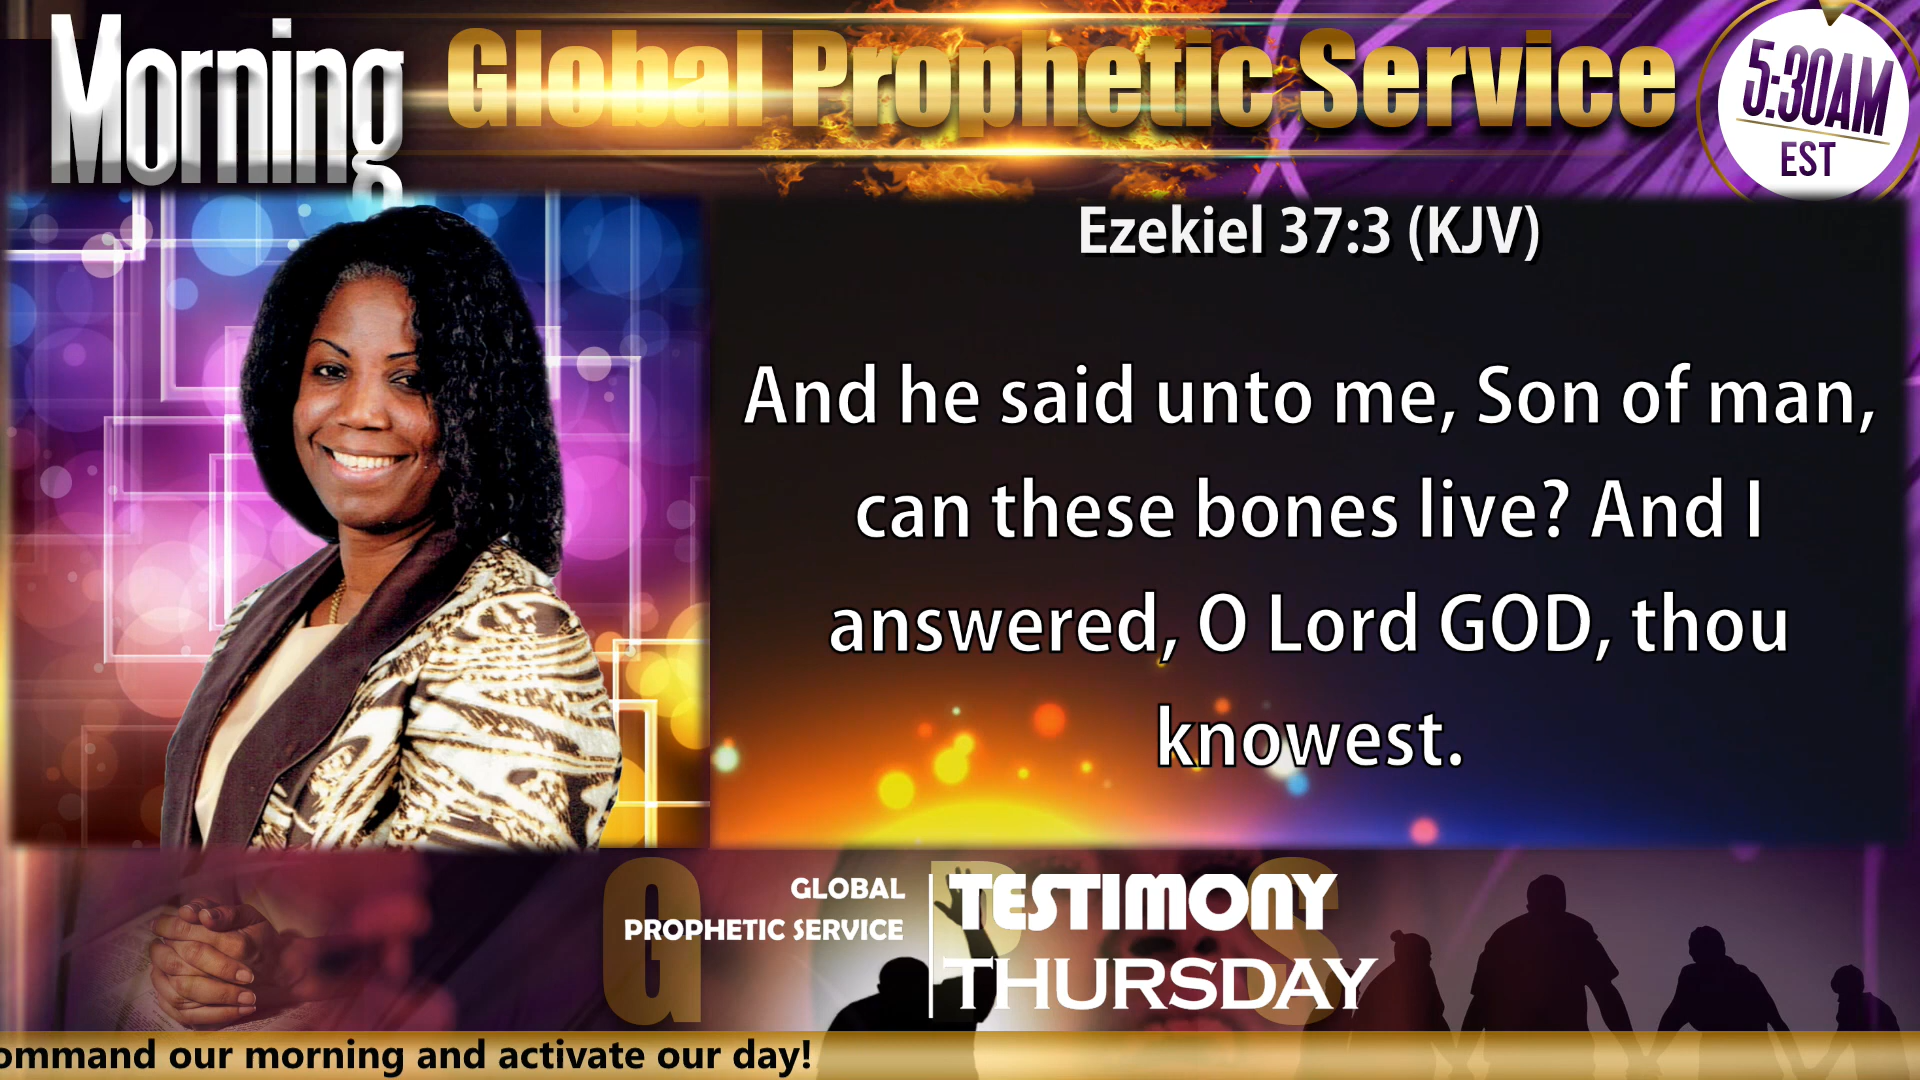 Morning
Global Prophetic Service
5:30AM
EST
Ezekiel 37:3 (KJV)
And he said unto me, Son of man,
can these bones live? And I
answered, O Lord GOD, thou
knowest.
GPS
GLOBAL
PROPHETIC SERVICE
TESTIMONY
THURSDAY
ommand our morning and activate our day!